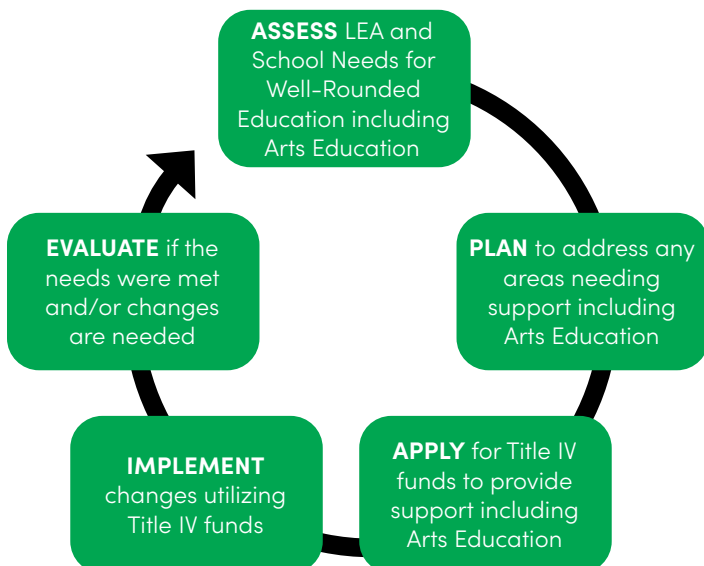 ASSESS LEA and
School Needs for
Well-Rounded
Education including
Arts Education
PLAN to address any
areas needing
support including
Arts Education
APPLY for Title IV
funds to provide
support including
Arts Education
IMPLEMENT
changes utilizing
Title IV funds
EVALUATE if the
needs were met
and/or changes
are needed